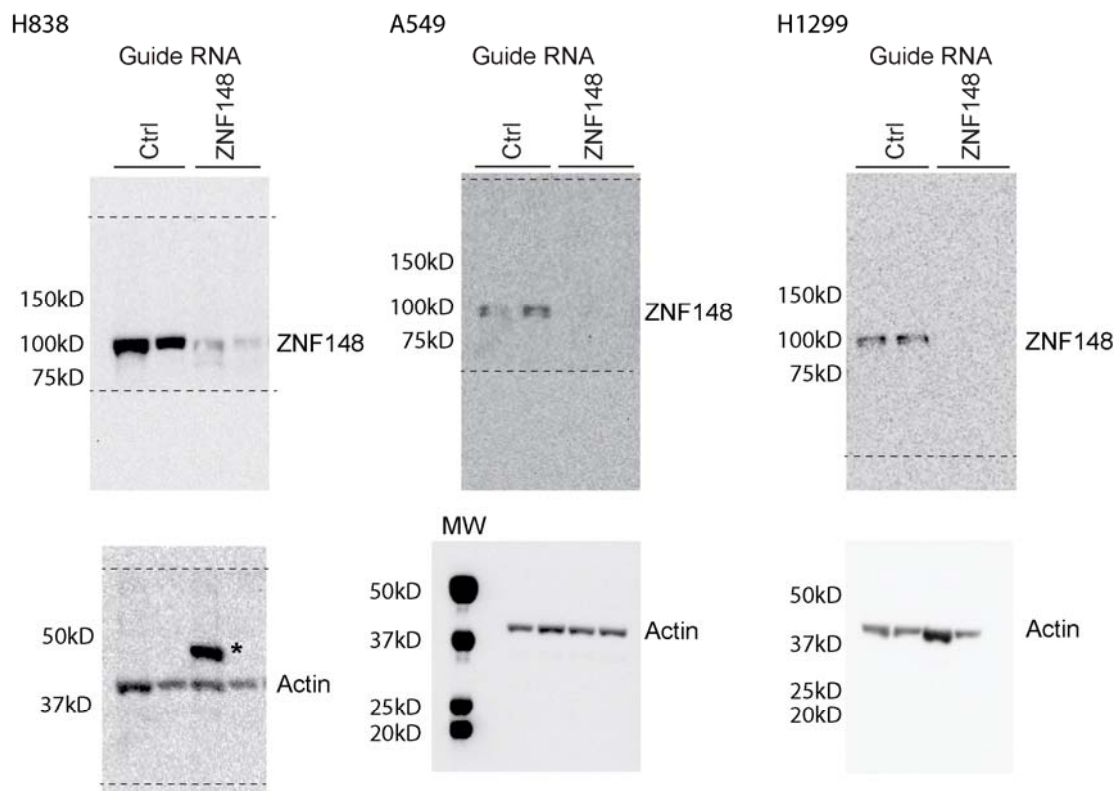 H838
Guide RNA
Ctrl
ZNF148
150kD
100kD
75kD
ZNF148
50kD
37kD
*
Actin
A549
Guide RNA
Ctrl
ZNF148
150kD
100kD
75kD
ZNF148
MW
50kD
37kD
25kD
20kD
Actin
H1299
Guide RNA
Ctrl
ZNF148
150kD
100kD
75kD
ZNF148
50kD
37kD
25kD
20kD
Actin